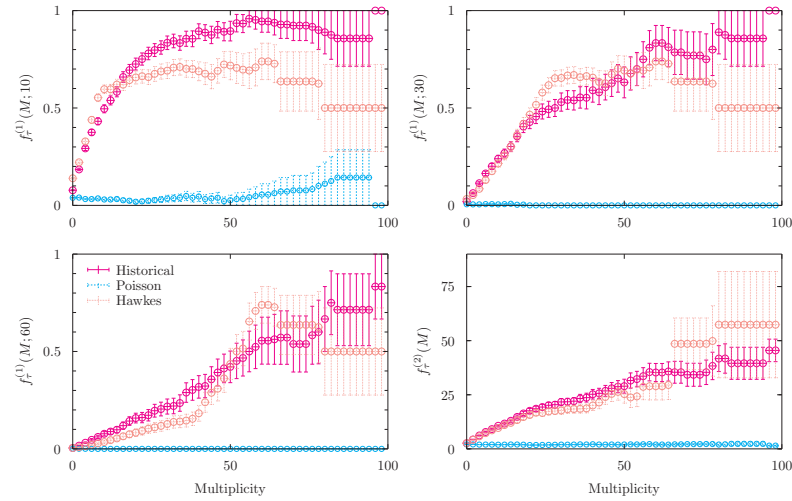 1
0.5
0
0
50
100
f_τ̂^(1)(M; 10)
1
0.5
0
0
50
100
f_τ̂^(1)(M; 30)
1
0.5
0
0
50
100
f_τ̂^(1)(M; 60)
Historical
Poisson
Hawkes
Multiplicity
75
50
25
0
0
50
100
f_τ̂^(2)(M)
Multiplicity